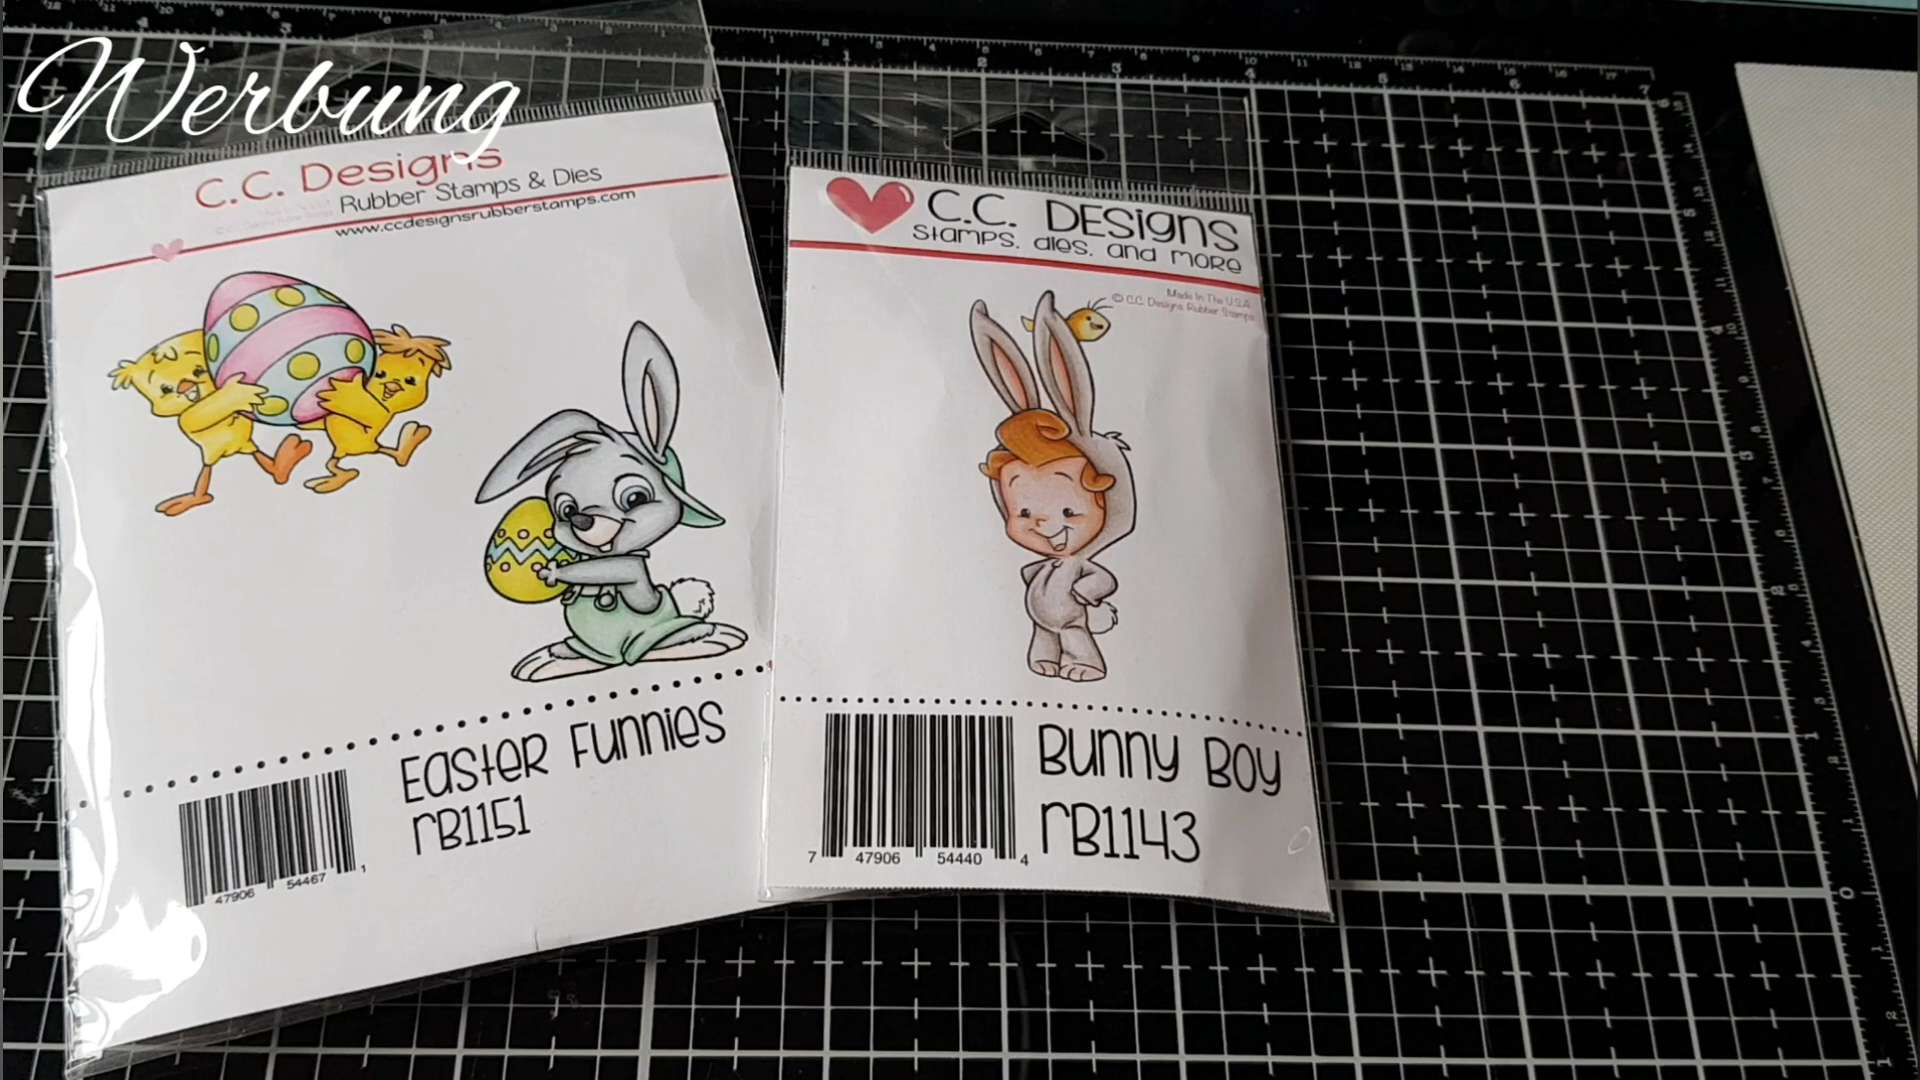 Werbung
C.C. Designs
Rubber Stamps & Dies
www.ccdesignsrubberstamps.com
Easter Funnies
rB1151
47906 54467 1
C.C. Designs
Stamps, dies, and more
Made In The U.S.A.
© C.C. Designs Rubber Stamps
Bunny Boy
rB1143
7 47906 54440 4